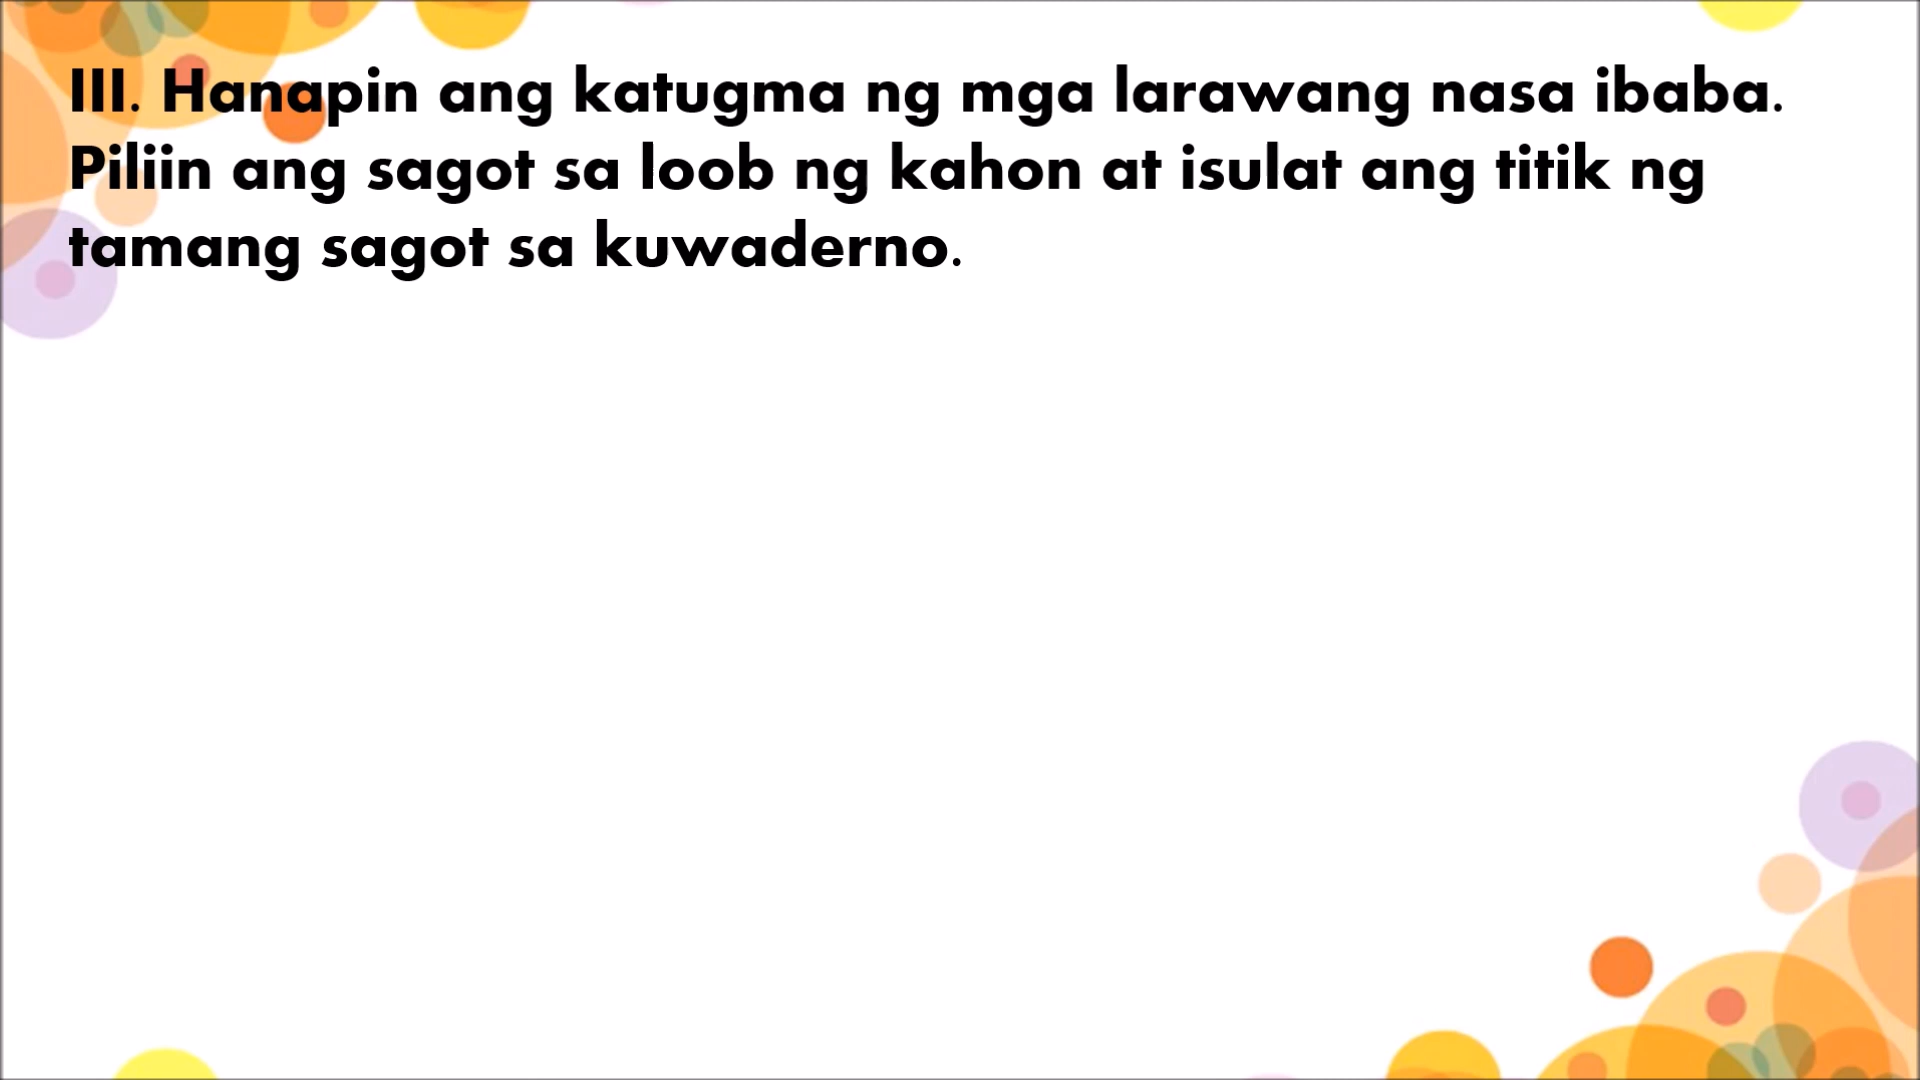 III. Hanapin ang katugma ng mga larawang nasa ibaba.
Piliin ang sagot sa loob ng kahon at isulat ang titik ng
tamang sagot sa kuwaderno.